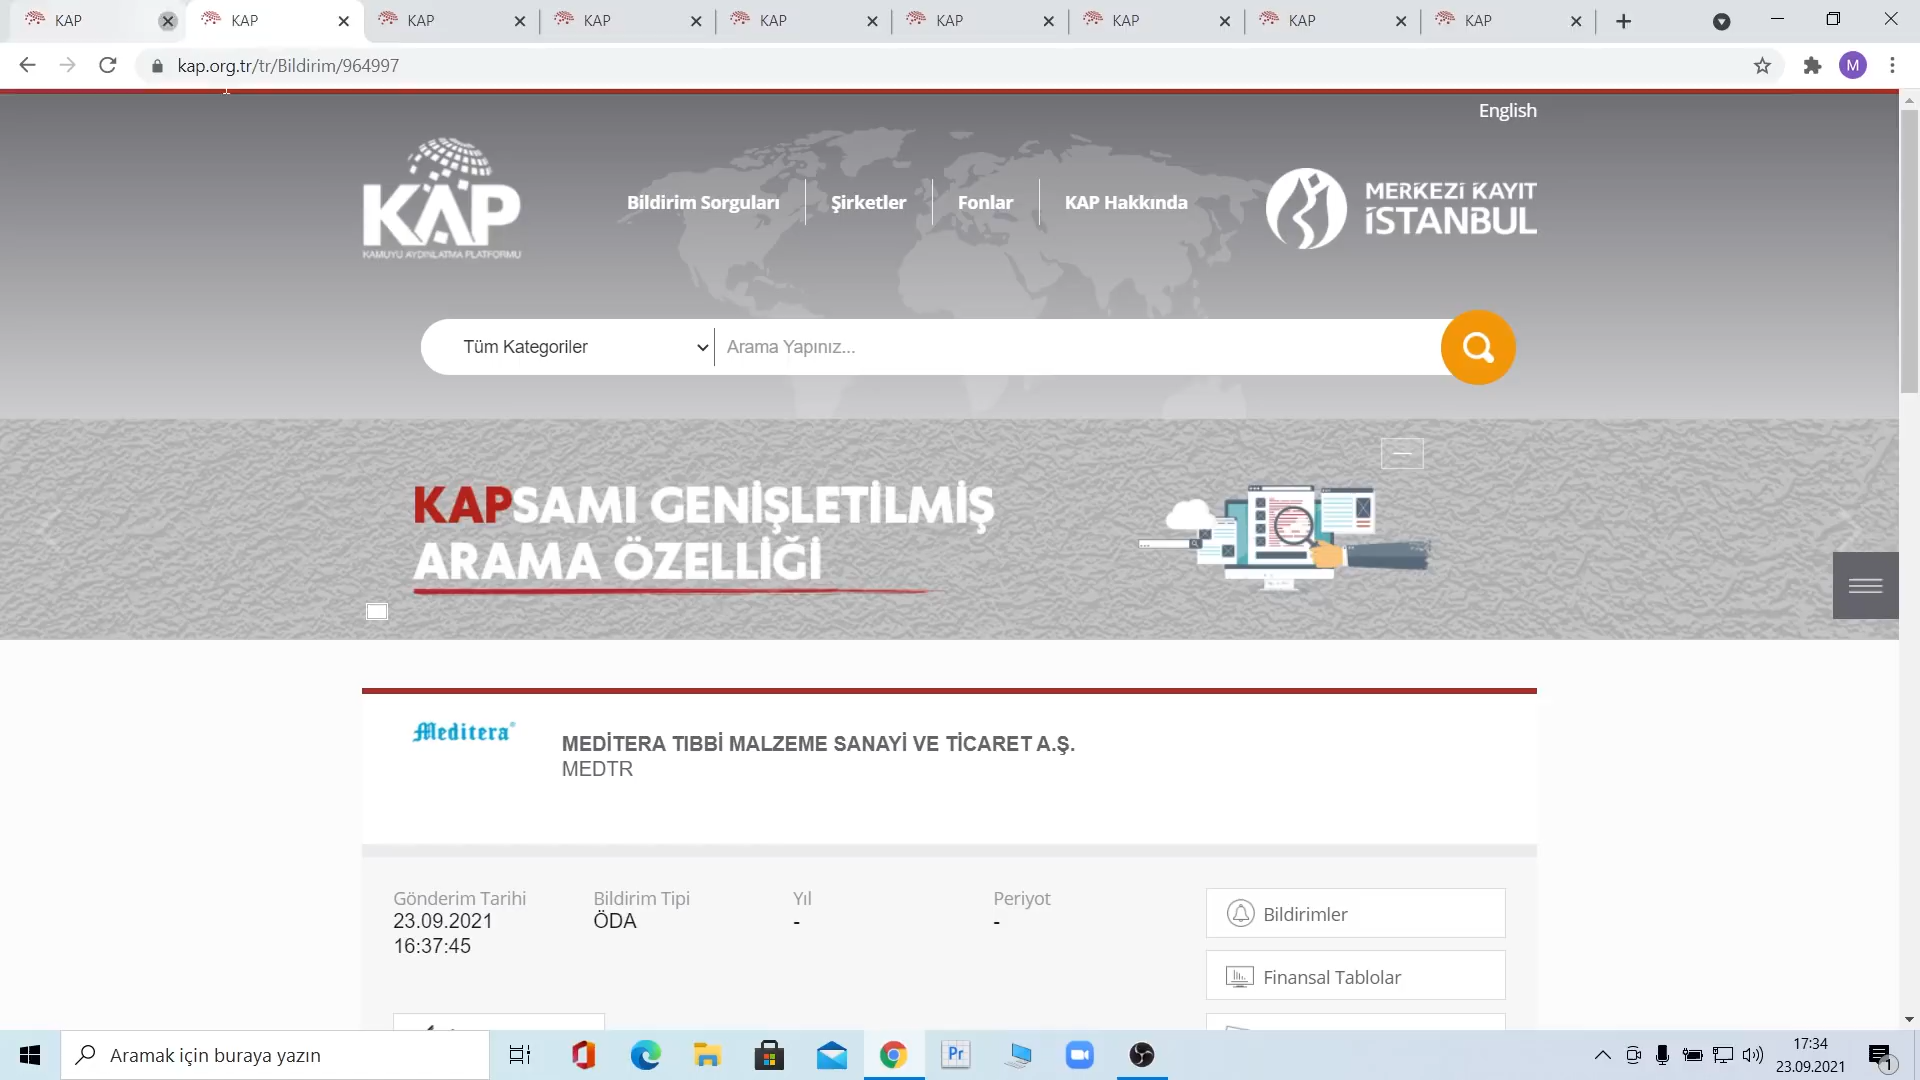 KAP
KAP
KAP
KAP
KAP
KAP
KAP
KAP
KAP
kap.org.tr/tr/Bildirim/964997
M
English
KAP
KAMUYU AYDINLATMA PLATFORMU
Bildirim Sorguları
Şirketler
Fonlar
KAP Hakkında
MERKEZİ KAYIT
İSTANBUL
Tüm Kategoriler
Arama Yapınız...
KAPSAMI GENİŞLETİLMİŞ
ARAMA ÖZELLİĞİ
Meditera
MEDİTERA TIBBİ MALZEME SANAYİ VE TİCARET A.Ş.
MEDTR
Gönderim Tarihi
23.09.2021
16:37:45
Bildirim Tipi
ÖDA
Yıl
-
Periyot
-
Bildirimler
Finansal Tablolar
Aramak için buraya yazın
Pr
17:34
23.09.2021
1